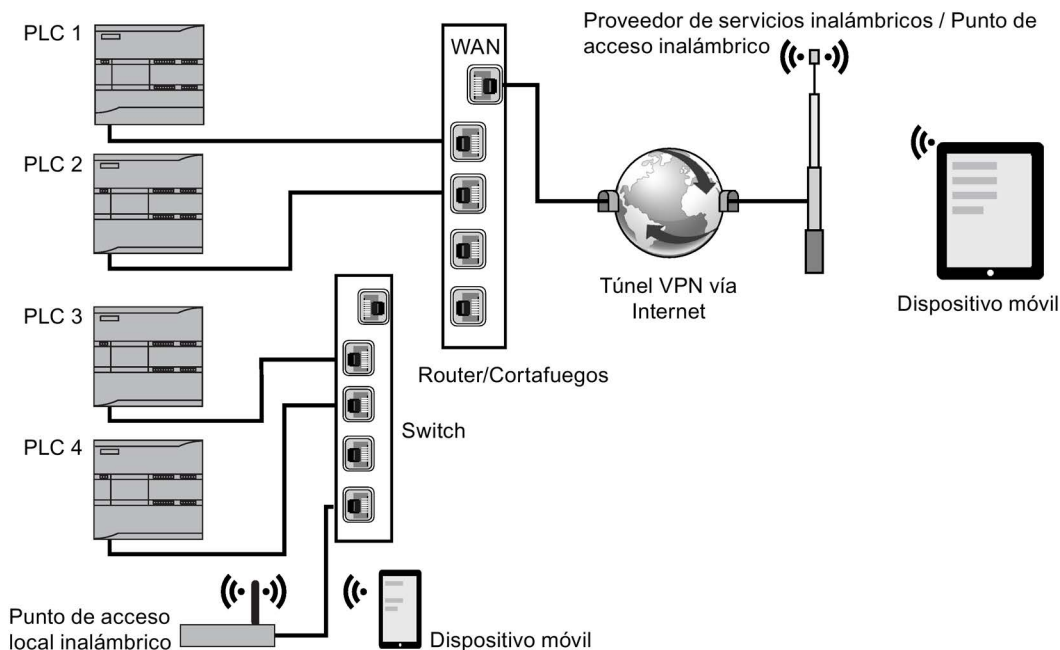 PLC 1
WAN
Proveedor de servicios inalámbricos / Punto de
acceso inalámbrico
PLC 2
Túnel VPN vía
Internet
Dispositivo móvil
PLC 3
Router/Cortafuegos
Switch
PLC 4
Punto de acceso
local inalámbrico
Dispositivo móvil